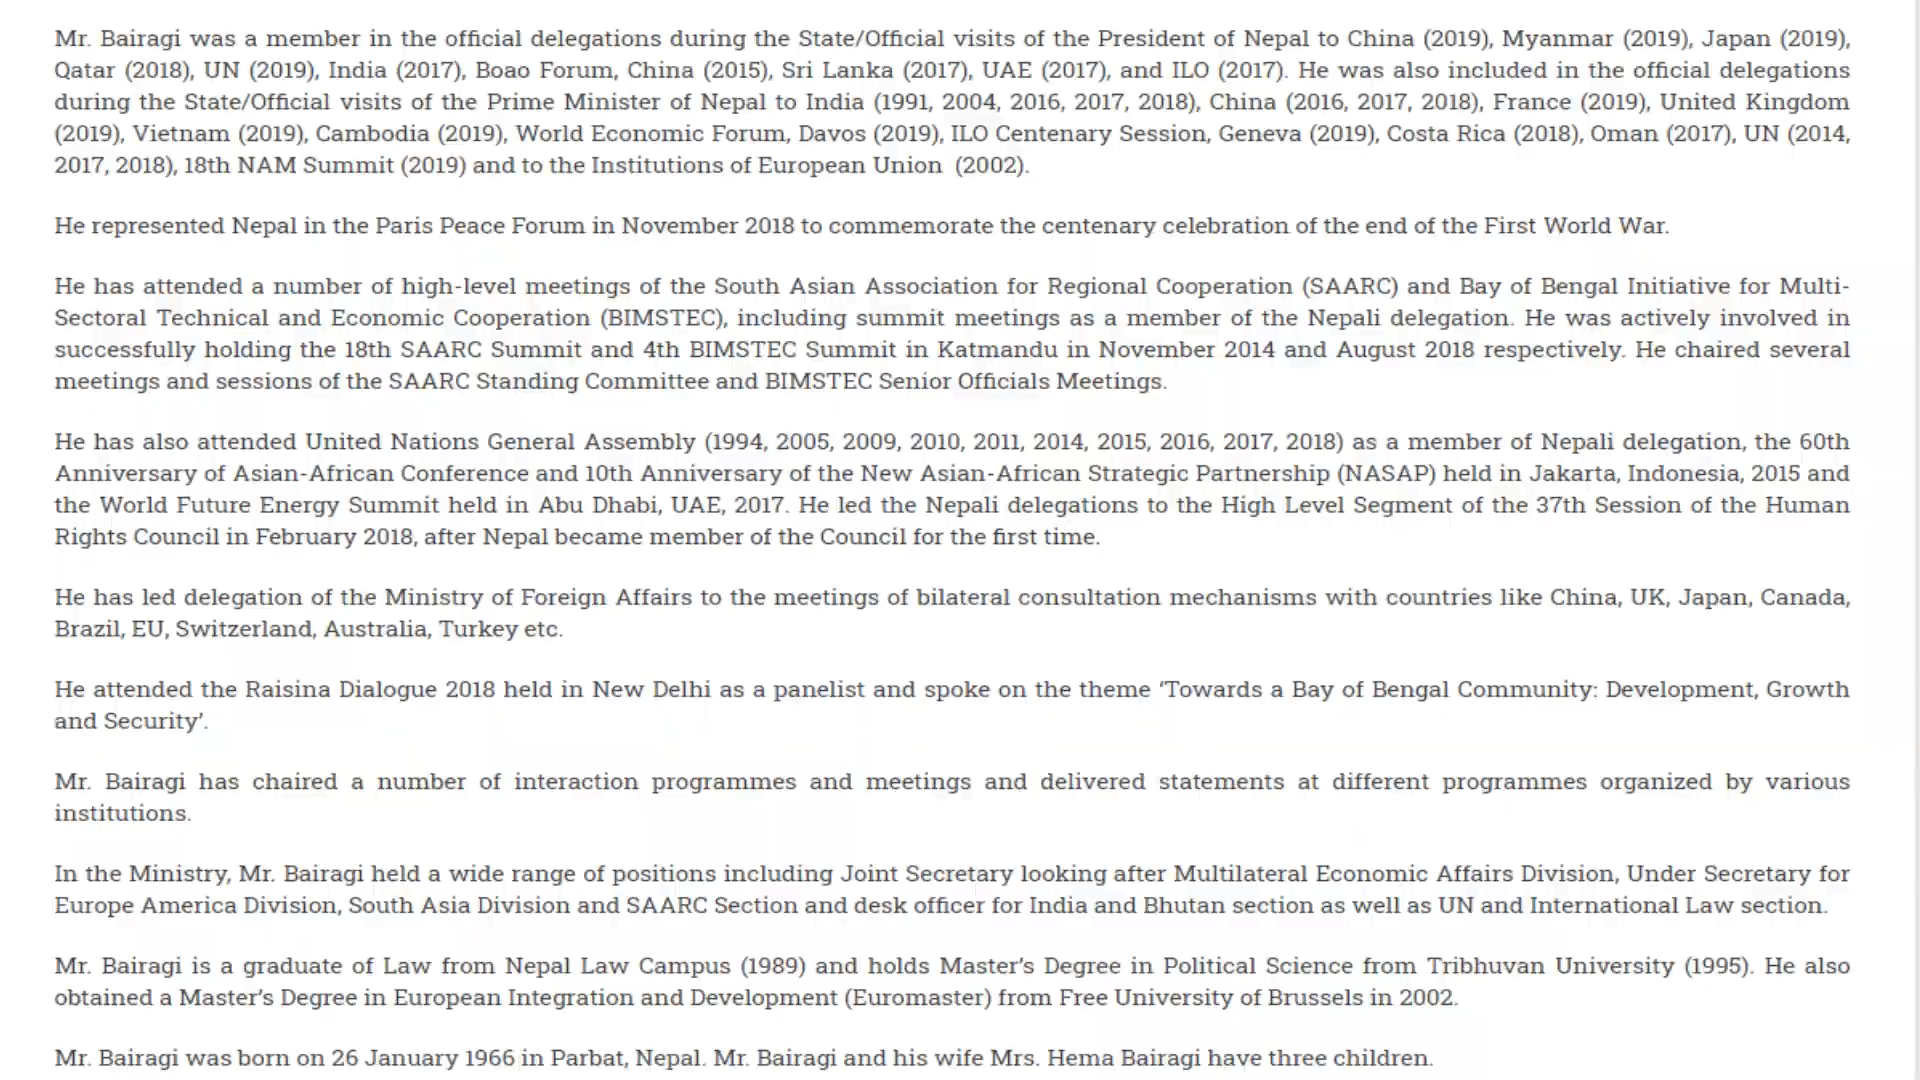 Mr. Bairagi was a member in the official delegations during the State/Official visits of the President of Nepal to China (2019), Myanmar (2019), Japan (2019),
Qatar (2018), UN (2019), India (2017), Boao Forum, China (2015), Sri Lanka (2017), UAE (2017), and ILO (2017). He was also included in the official delegations
during the State/Official visits of the Prime Minister of Nepal to India (1991, 2004, 2016, 2017, 2018), China (2016, 2017, 2018), France (2019), United Kingdom
(2019), Vietnam (2019), Cambodia (2019), World Economic Forum, Davos (2019), ILO Centenary Session, Geneva (2019), Costa Rica (2018), Oman (2017), UN (2014,
2017, 2018), 18th NAM Summit (2019) and to the Institutions of European Union (2002).
He represented Nepal in the Paris Peace Forum in November 2018 to commemorate the centenary celebration of the end of the First World War.
He has attended a number of high-level meetings of the South Asian Association for Regional Cooperation (SAARC) and Bay of Bengal Initiative for Multi-
Sectoral Technical and Economic Cooperation (BIMSTEC), including summit meetings as a member of the Nepali delegation. He was actively involved in
successfully holding the 18th SAARC Summit and 4th BIMSTEC Summit in Katmandu in November 2014 and August 2018 respectively. He chaired several
meetings and sessions of the SAARC Standing Committee and BIMSTEC Senior Officials Meetings.
He has also attended United Nations General Assembly (1994, 2005, 2009, 2010, 2011, 2014, 2015, 2016, 2017, 2018) as a member of Nepali delegation, the 60th
Anniversary of Asian-African Conference and 10th Anniversary of the New Asian-African Strategic Partnership (NASAP) held in Jakarta, Indonesia, 2015 and
the World Future Energy Summit held in Abu Dhabi, UAE, 2017. He led the Nepali delegations to the High Level Segment of the 37th Session of the Human
Rights Council in February 2018, after Nepal became member of the Council for the first time.
He has led delegation of the Ministry of Foreign Affairs to the meetings of bilateral consultation mechanisms with countries like China, UK, Japan, Canada,
Brazil, EU, Switzerland, Australia, Turkey etc.
He attended the Raisina Dialogue 2018 held in New Delhi as a panelist and spoke on the theme ‘Towards a Bay of Bengal Community: Development, Growth
and Security’.
Mr. Bairagi has chaired a number of interaction programmes and meetings and delivered statements at different programmes organized by various
institutions.
In the Ministry, Mr. Bairagi held a wide range of positions including Joint Secretary looking after Multilateral Economic Affairs Division, Under Secretary for
Europe America Division, South Asia Division and SAARC Section and desk officer for India and Bhutan section as well as UN and International Law section.
Mr. Bairagi is a graduate of Law from Nepal Law Campus (1989) and holds Master’s Degree in Political Science from Tribhuvan University (1995). He also
obtained a Master’s Degree in European Integration and Development (Euromaster) from Free University of Brussels in 2002.
Mr. Bairagi was born on 26 January 1966 in Parbat, Nepal. Mr. Bairagi and his wife Mrs. Hema Bairagi have three children.